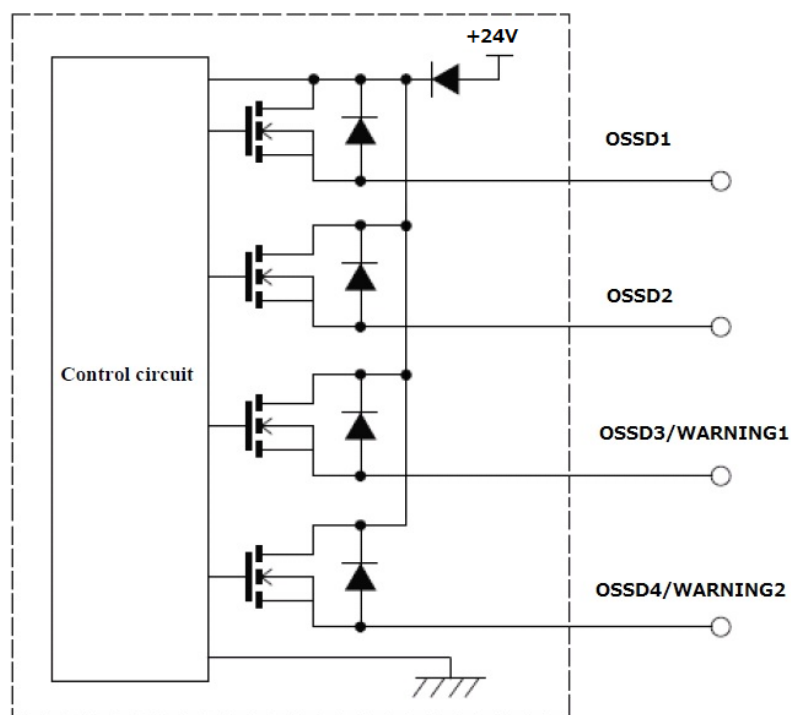 +24V
OSSD1
OSSD2
Control circuit
OSSD3/WARNING1
OSSD4/WARNING2